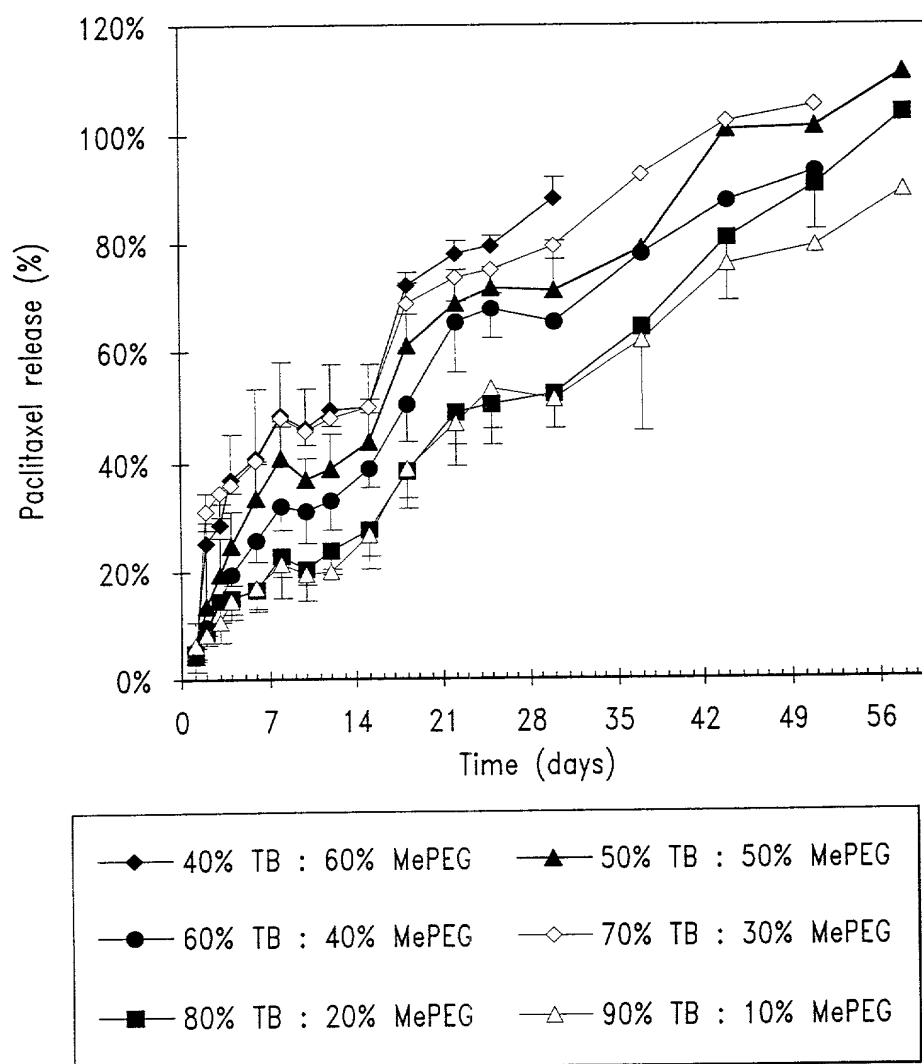 120%
100%
80%
60%
40%
20%
0%
Paclitaxel release (%)
0 7 14 21 28 35 42 49 56
Time (days)
40% TB : 60% MePEG
50% TB : 50% MePEG
60% TB : 40% MePEG
70% TB : 30% MePEG
80% TB : 20% MePEG
90% TB : 10% MePEG